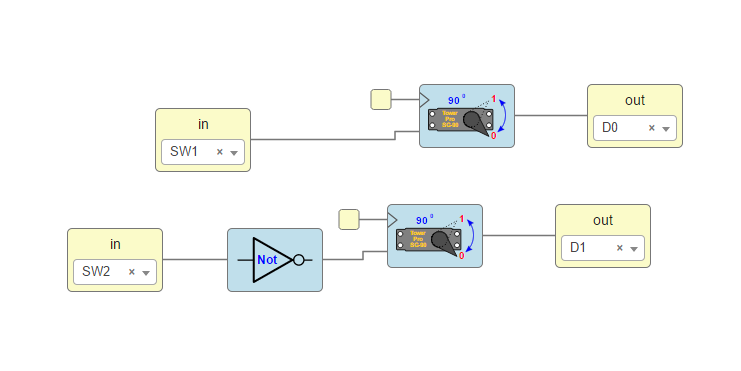 out
90 º
1
in
D0
Tower
Pro
SG-90
SW1
0
out
90 º
1
in
D1
Tower
Pro
SG-90
SW2
Not
0